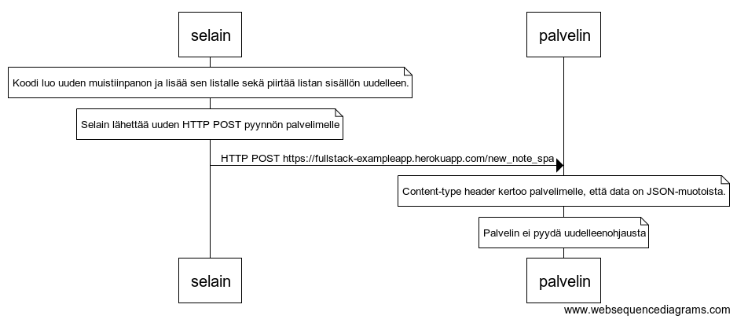 selain
palvelin
Koodi luo uuden muistiinpanon ja lisää sen listalle sekä piirtää listan sisällön uudelleen.
Selain lähettää uuden HTTP POST pyynnön palvelimelle
HTTP POST https://fullstack-exampleapp.herokuapp.com/new_note_spa
Content-type header kertoo palvelimelle, että data on JSON-muotoista.
Palvelin ei pyydä uudelleenohjausta
selain
palvelin
www.websequencediagrams.com